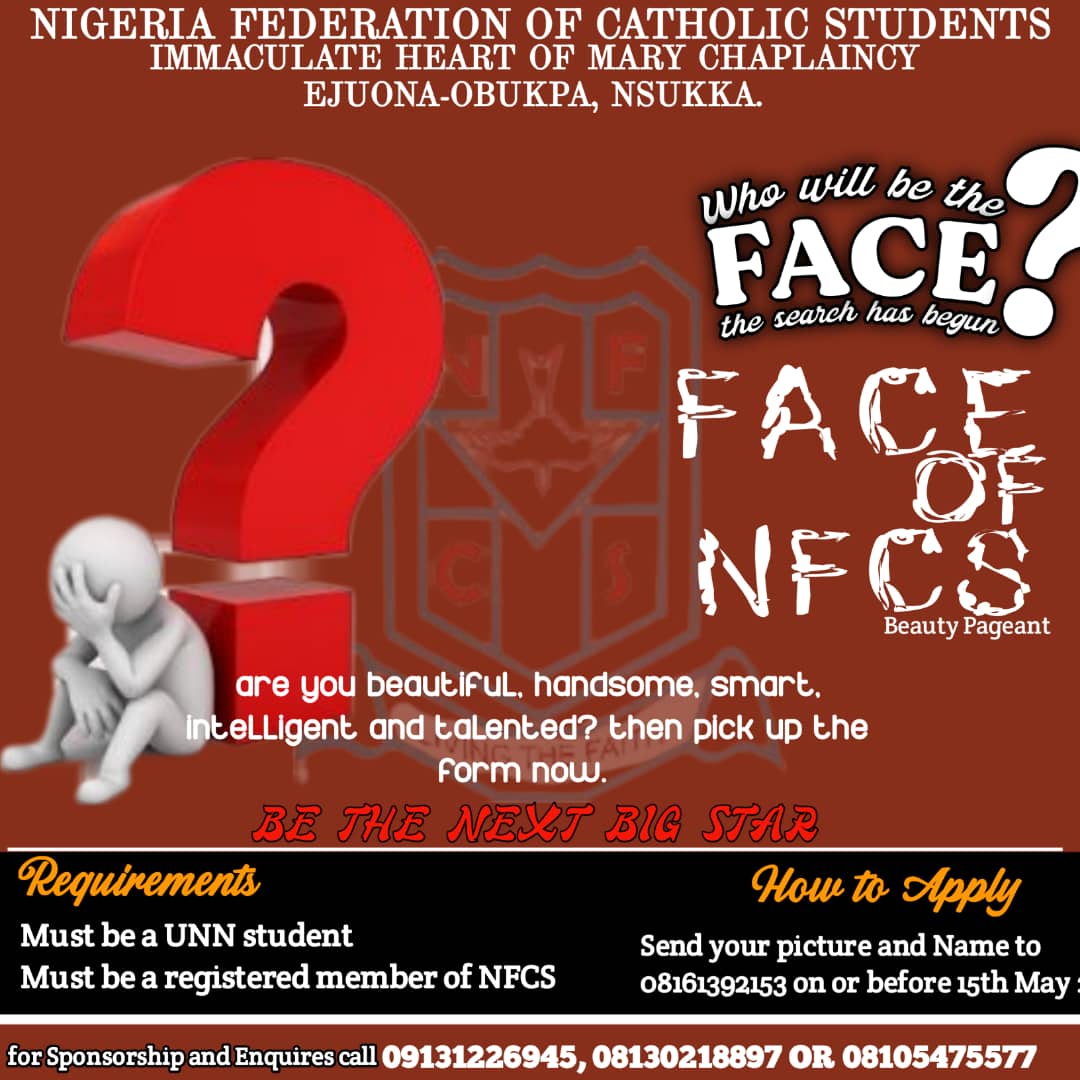 NIGERIA FEDERATION OF CATHOLIC STUDENTS
IMMACULATE HEART OF MARY CHAPLAINCY
EJUONA-OBUKPA, NSUKKA.
Who will be the
FACE?
the search has begun
FACE
OF
NFCS
Beauty Pageant
N F
C S
LIVING THE FAITH
are you beautiful, handsome, smart,
intelligent and talented? then pick up the
form now.
BE THE NEXT BIG STAR
Requirements
Must be a UNN student
Must be a registered member of NFCS
How to Apply
Send your picture and Name to
08161392153 on or before 15th May
for Sponsorship and Enquires call 09131226945, 08130218897 OR 08105475577